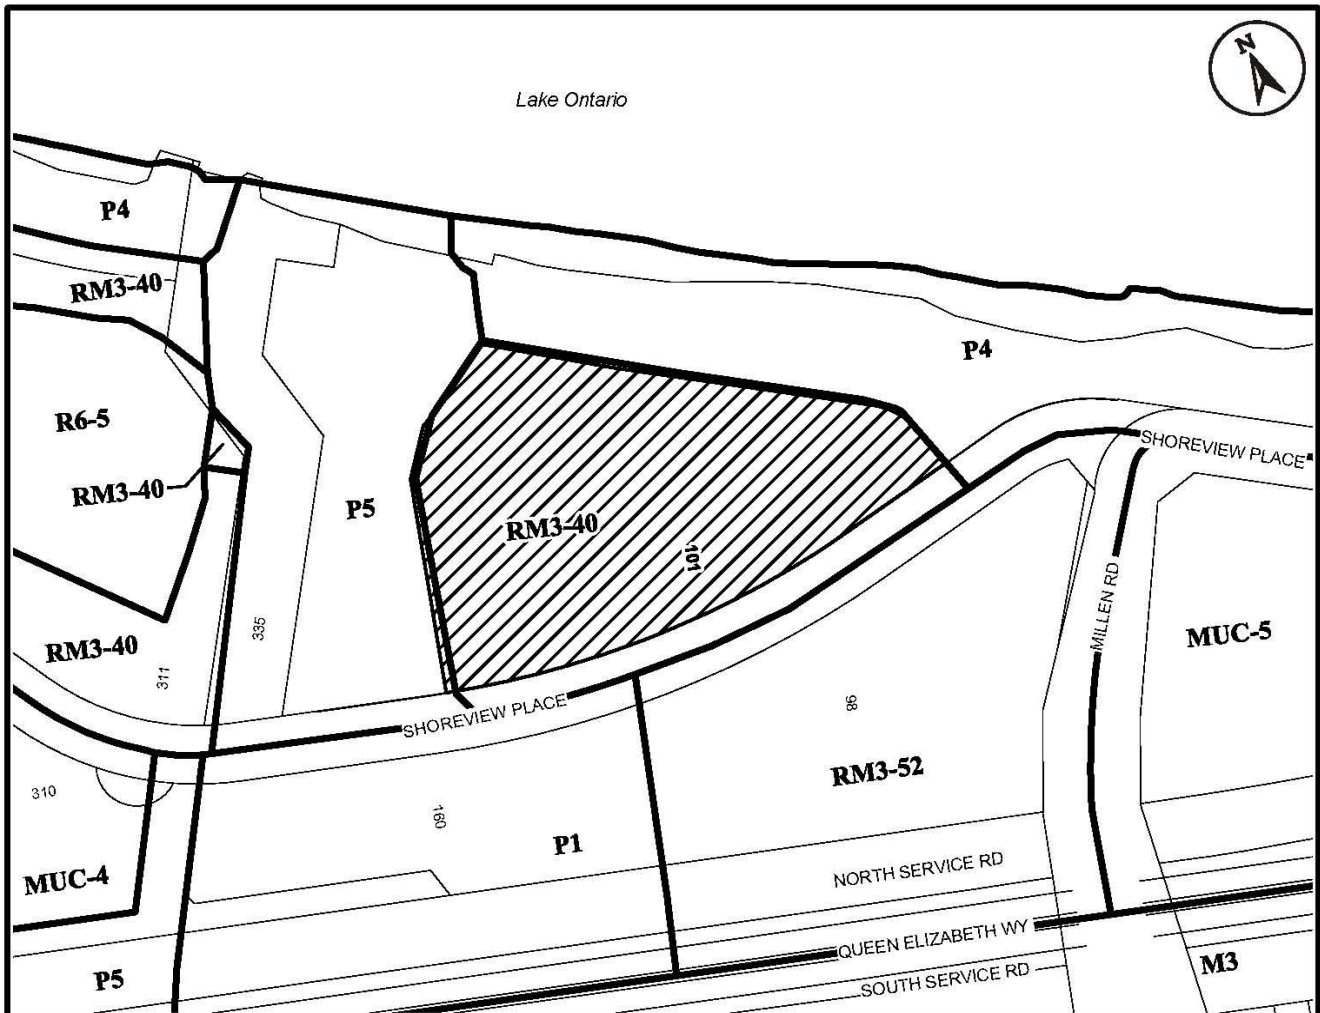 N
Lake Ontario
P4
RM3-40
P4
R6-5
SHOREVIEW PLACE
RM3-40
P5
RM3-40
101
MILLEN RD
335
MUC-5
RM3-40
311
SHOREVIEW PLACE
98
RM3-52
310
160
P1
MUC-4
NORTH SERVICE RD
QUEEN ELIZABETH WY
M3
P5
SOUTH SERVICE RD